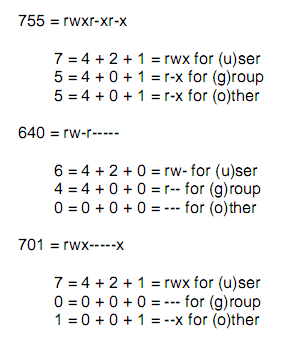 755 = rwxr-xr-x
7 = 4 + 2 + 1 = rwx for (u)ser
5 = 4 + 0 + 1 = r-x for (g)roup
5 = 4 + 0 + 1 = r-x for (o)ther
640 = rw-r-----
6 = 4 + 2 + 0 = rw- for (u)ser
4 = 4 + 0 + 0 = r-- for (g)roup
0 = 0 + 0 + 0 = --- for (o)ther
701 = rwx-----x
7 = 4 + 2 + 1 = rwx for (u)ser
0 = 0 + 0 + 0 = --- for (g)roup
1 = 0 + 0 + 1 = --x for (o)ther